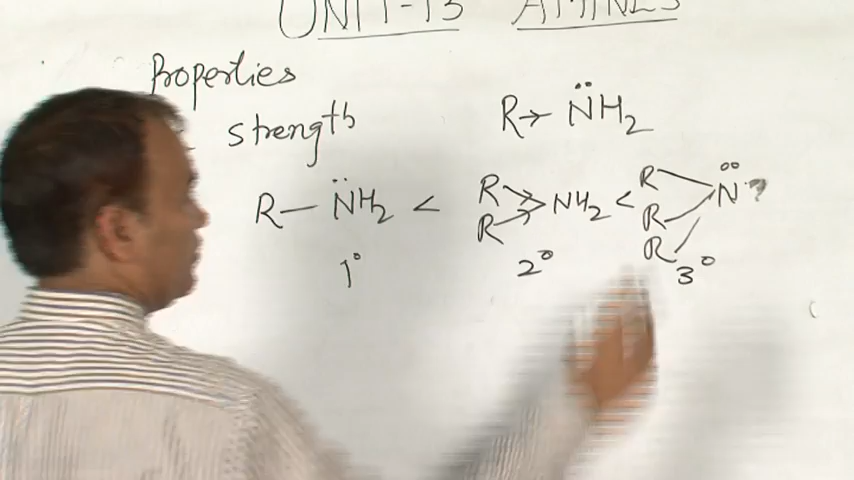 UNIT-13 AMINES
Properties
strength
R→ N̈H₂
R— N̈H₂ < R R NH₂ < R R R N̈ ?
1° 2° 3°